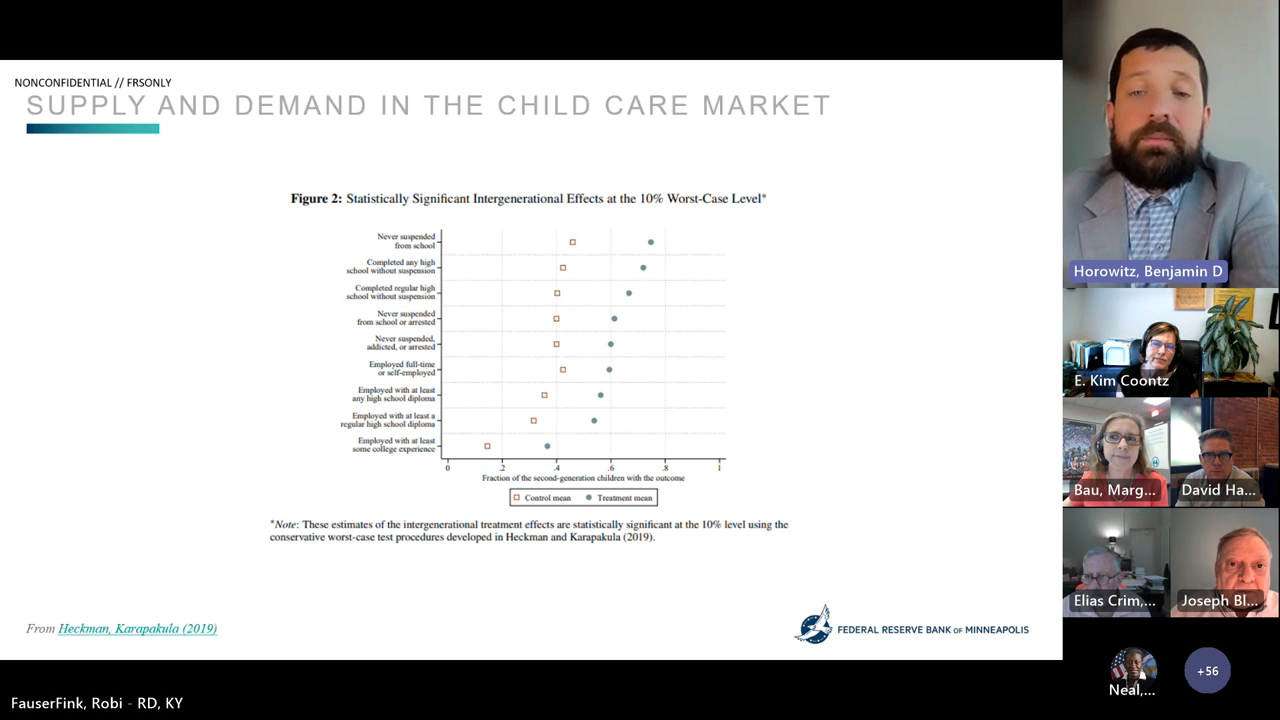 NONCONFIDENTIAL // FRSONLY
SUPPLY AND DEMAND IN THE CHILD CARE MARKET
Figure 2: Statistically Significant Intergenerational Effects at the 10% Worst-Case Level*
Never suspended
from school
Completed any high
school without suspension
Completed regular high
school without suspension
Never suspended
from school or arrested
Never suspended,
addicted, or arrested
Employed full-time
or self-employed
Employed with at least
any high school diploma
Employed with at least a
regular high school diploma
Employed with at least
some college experience
0 .2 .4 .6 .8 1
Fraction of the second-generation children with the outcome
Control mean Treatment mean
*Note: These estimates of the intergenerational treatment effects are statistically significant at the 10% level using the
conservative worst-case test procedures developed in Heckman and Karapakula (2019).
From Heckman, Karapakula (2019)
FEDERAL RESERVE BANK OF MINNEAPOLIS
FauserFink, Robi - RD, KY
Horowitz, Benjamin D
E. Kim Coontz
Bau, Marg...
David Ha...
Elias Crim,...
Joseph Bl...
Neal,...
+56